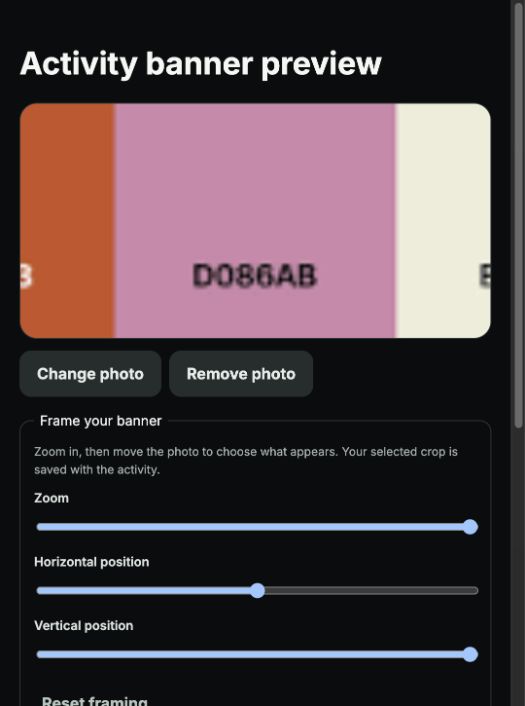 Activity banner preview
D086AB
Change photo
Remove photo
Frame your banner
Zoom in, then move the photo to choose what appears. Your selected crop is
saved with the activity.
Zoom
Horizontal position
Vertical position
Reset framing